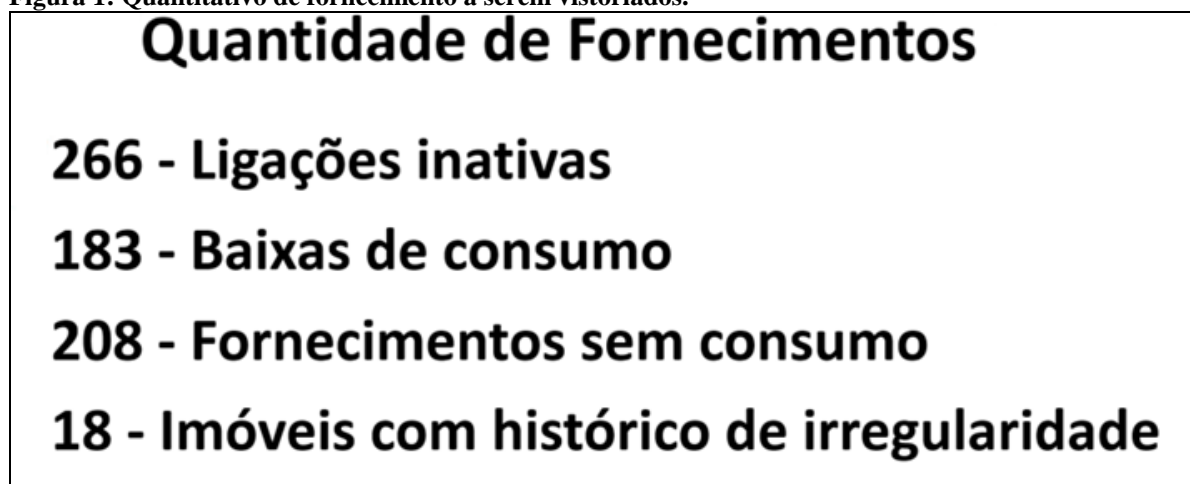 Figura 1: Quantitativo de fornecimento a serem vistoriados.
Quantidade de Fornecimentos
266 - Ligações inativas
183 - Baixas de consumo
208 - Fornecimentos sem consumo
18 - Imóveis com histórico de irregularidade